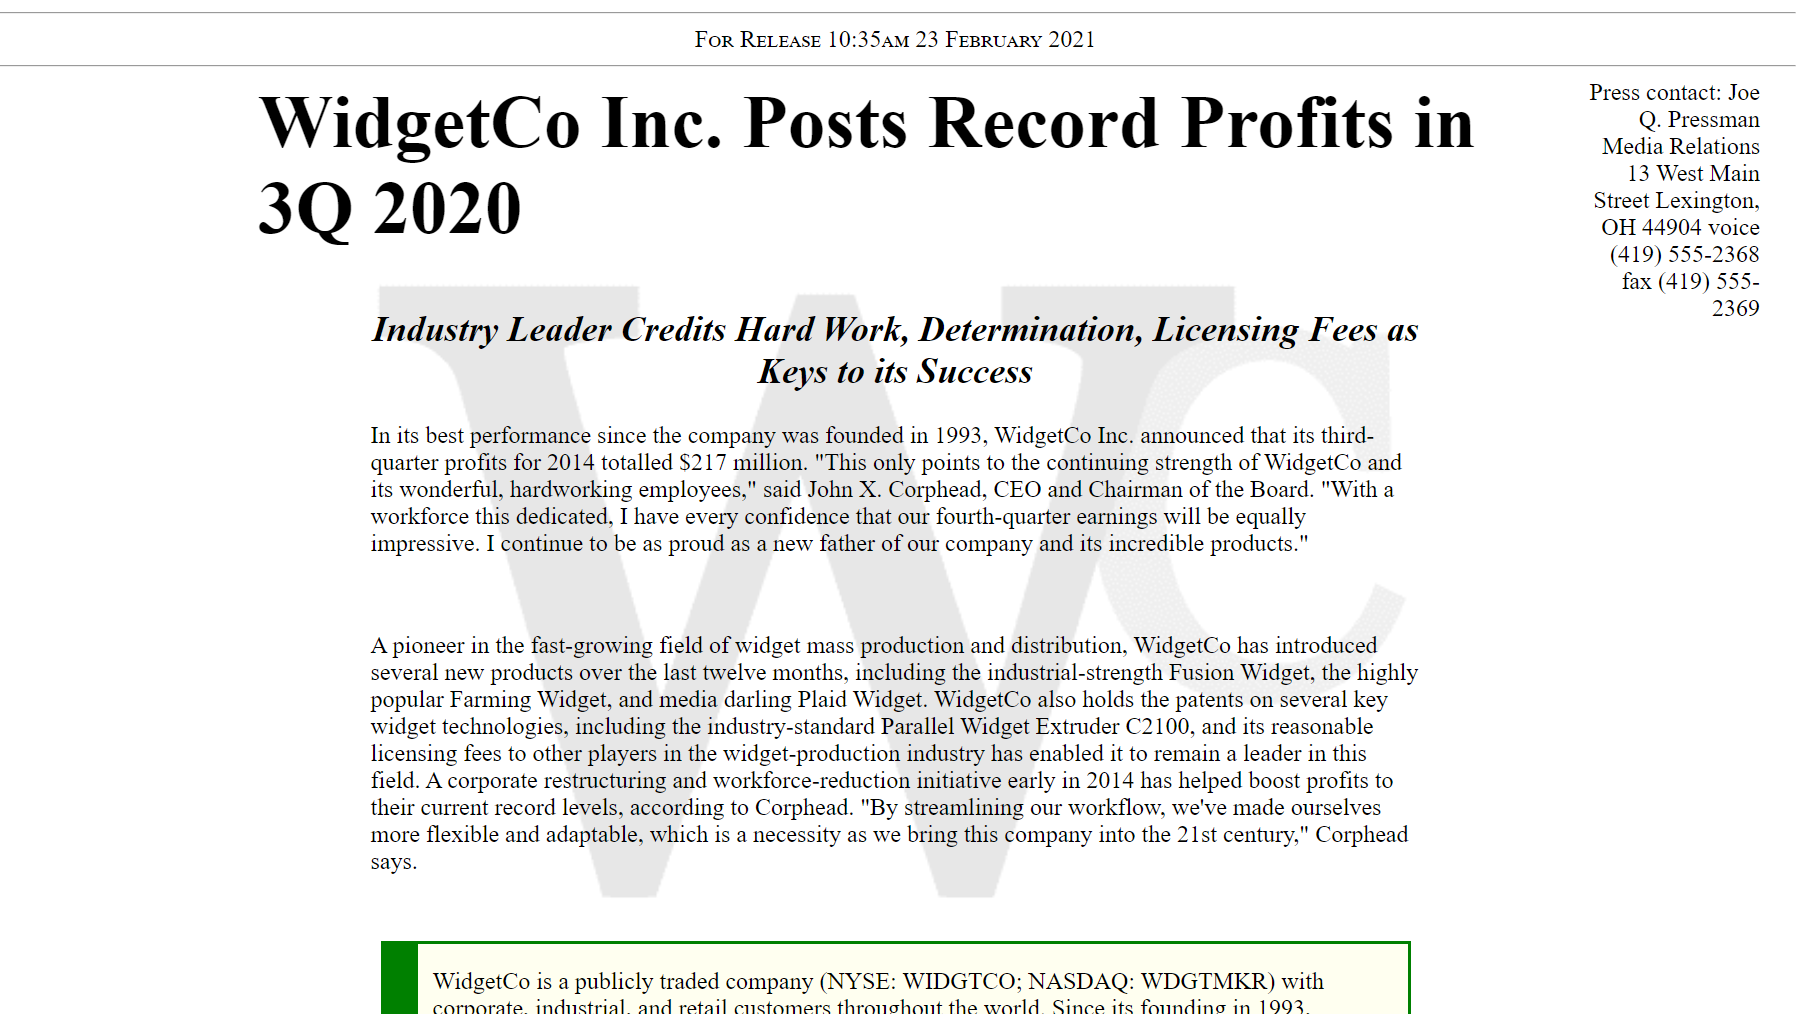 For Release 10:35am 23 February 2021
WidgetCo Inc. Posts Record Profits in
3Q 2020
Press contact: Joe
Q. Pressman
Media Relations
13 West Main
Street Lexington,
OH 44904 voice
(419) 555-2368
fax (419) 555-
2369
WC
Industry Leader Credits Hard Work, Determination, Licensing Fees as
Keys to its Success
In its best performance since the company was founded in 1993, WidgetCo Inc. announced that its third-
quarter profits for 2014 totalled $217 million. "This only points to the continuing strength of WidgetCo and
its wonderful, hardworking employees," said John X. Corphead, CEO and Chairman of the Board. "With a
workforce this dedicated, I have every confidence that our fourth-quarter earnings will be equally
impressive. I continue to be as proud as a new father of our company and its incredible products."
A pioneer in the fast-growing field of widget mass production and distribution, WidgetCo has introduced
several new products over the last twelve months, including the industrial-strength Fusion Widget, the highly
popular Farming Widget, and media darling Plaid Widget. WidgetCo also holds the patents on several key
widget technologies, including the industry-standard Parallel Widget Extruder C2100, and its reasonable
licensing fees to other players in the widget-production industry has enabled it to remain a leader in this
field. A corporate restructuring and workforce-reduction initiative early in 2014 has helped boost profits to
their current record levels, according to Corphead. "By streamlining our workflow, we've made ourselves
more flexible and adaptable, which is a necessity as we bring this company into the 21st century," Corphead
says.
WidgetCo is a publicly traded company (NYSE: WIDGTCO; NASDAQ: WDGTMKR) with
corporate, industrial, and retail customers throughout the world. Since its founding in 1993,